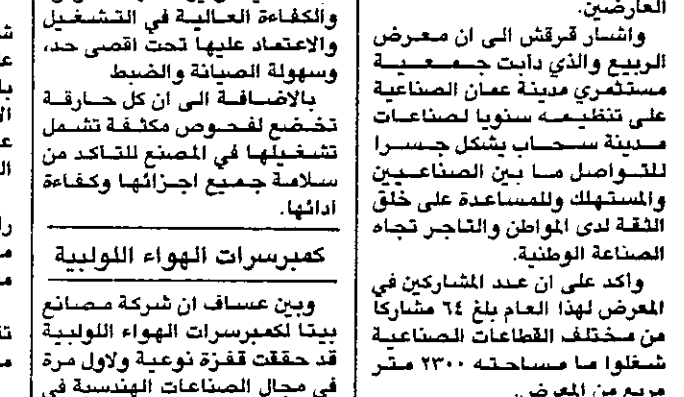 العارضين.
واشار قرقش الى ان معرض
الربيع والذي دأبت جمعية
مستثمري مدينة عمان الصناعية
على تنظيمه سنويا لصناعات
مدينة سحاب يشكل جسرا
للتواصل ما بين الصناعيين
والمستهلك وللمساعدة على خلق
الثقة لدى المواطن والتاجر تجاه
الصناعة الوطنية.
واكد على ان عدد المشاركين في
المعرض لهذا العام بلغ ٦٤ مشاركا
من مختلف القطاعات الصناعية
شغلوا ما مساحته ٢٣٠٠ متر
مربع من المعرض.
والكفاءة العالية في التشغيل
والاعتماد عليها تحت اقصى حد،
وسهولة الصيانة والضبط
بالاضافة الى ان كل حارقة
تخضع لفحوص مكثفة تشمل
تشغيلها في المصنع للتاكد من
سلامة جميع اجزائها وكفاءة
ادائها.
كمبرسرات الهواء اللولبية
وبين عساف ان شركة مصانع
بيتا لكمبرسرات الهواء اللولبية
قد حققت قفزة نوعية ولاول مرة
في مجال الصناعات الهندسية في